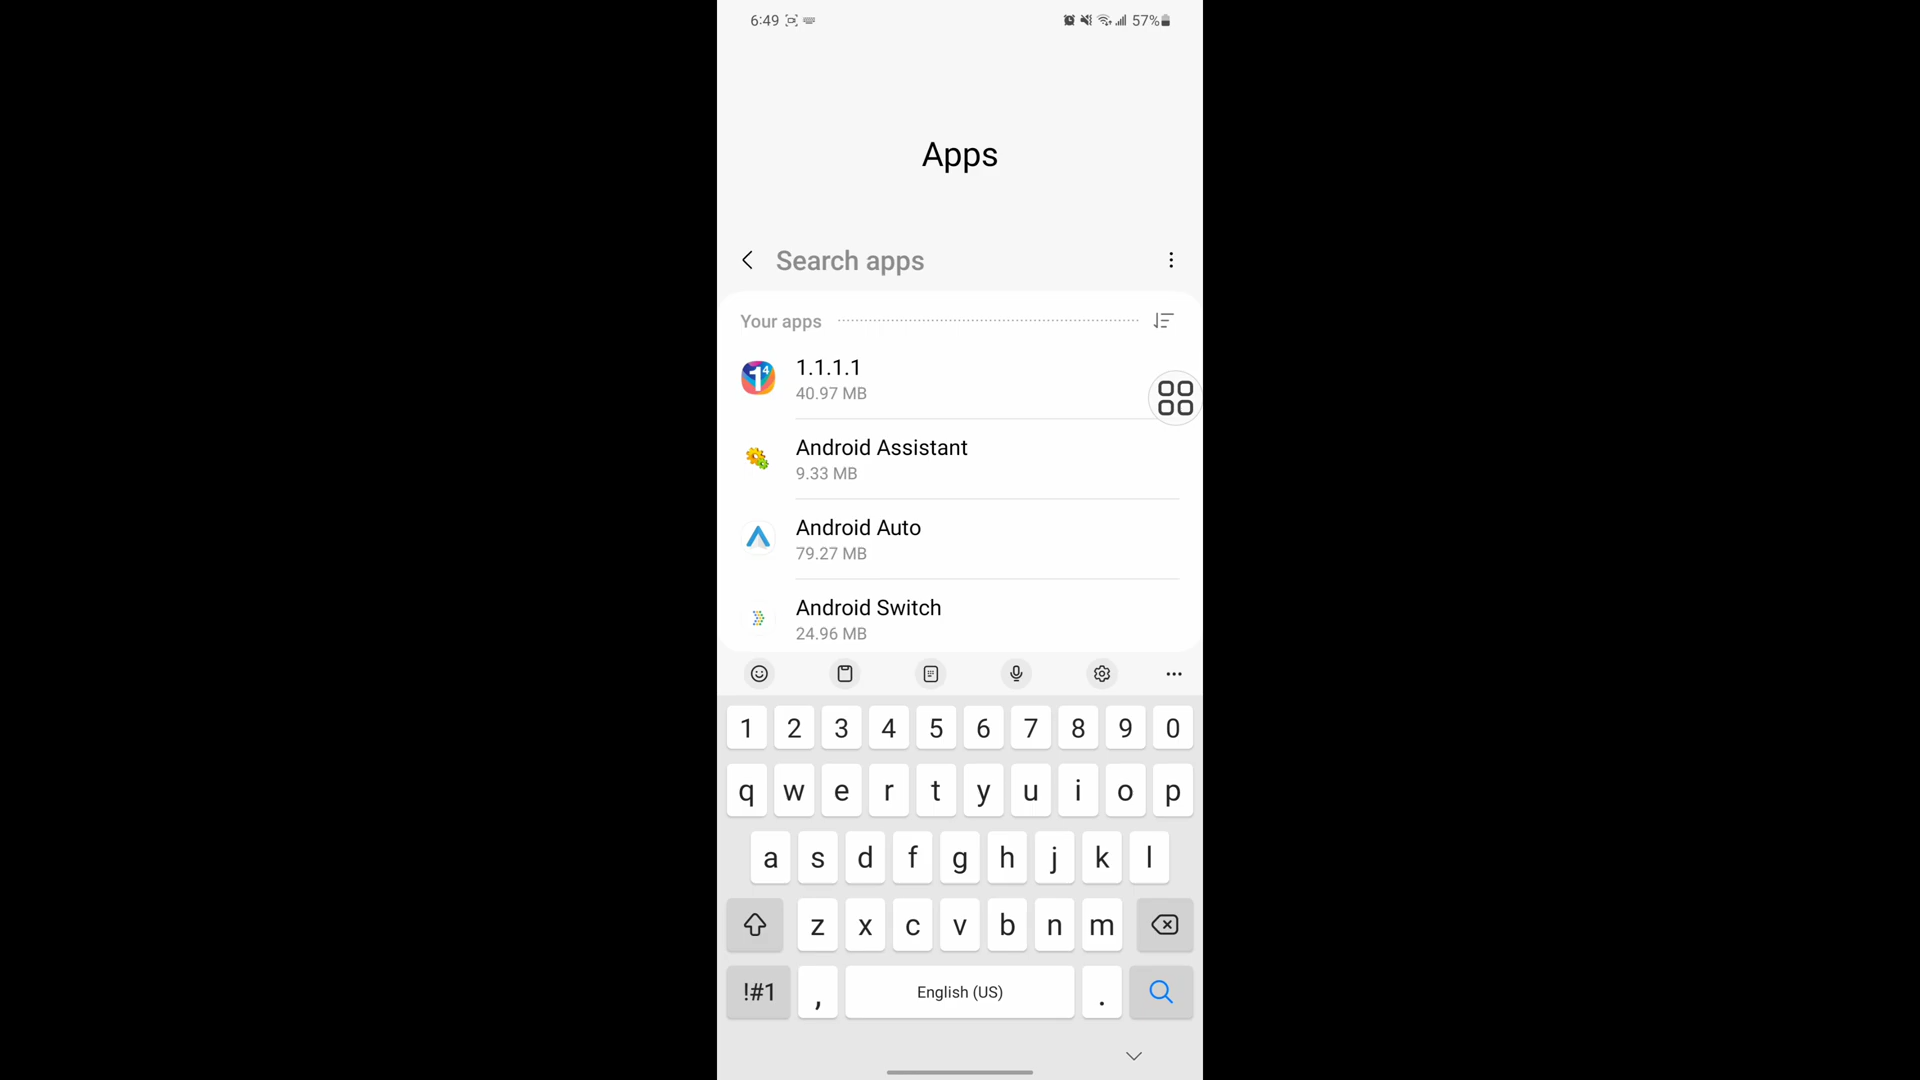 6:49 57%
Apps
Search apps
Your apps
1.1.1.1
40.97 MB
Android Assistant
9.33 MB
Android Auto
79.27 MB
Android Switch
24.96 MB
1 2 3 4 5 6 7 8 9 0
q w e r t y u i o p
a s d f g h j k l
z x c v b n m
!#1 , English (US) .